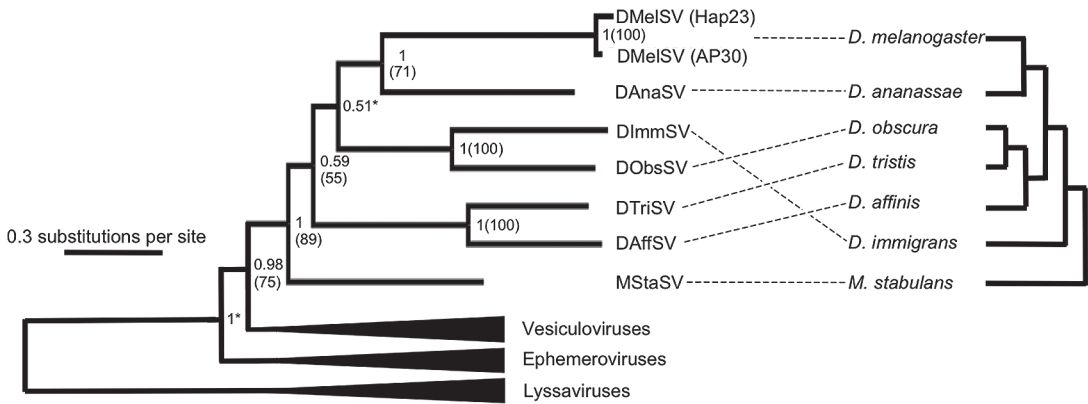 DMelSV (Hap23)
1(100)
D. melanogaster
1
(71)
DMelSV (AP30)
DAnaSV
D. ananassae
0.51*
DImmSV
D. obscura
1(100)
0.59
(55)
DObsSV
D. tristis
DTriSV
D. affinis
1
(89)
1(100)
0.3 substitutions per site
DAffSV
D. immigrans
0.98
(75)
MStaSV
M. stabulans
1*
Vesiculoviruses
Ephemeroviruses
Lyssaviruses